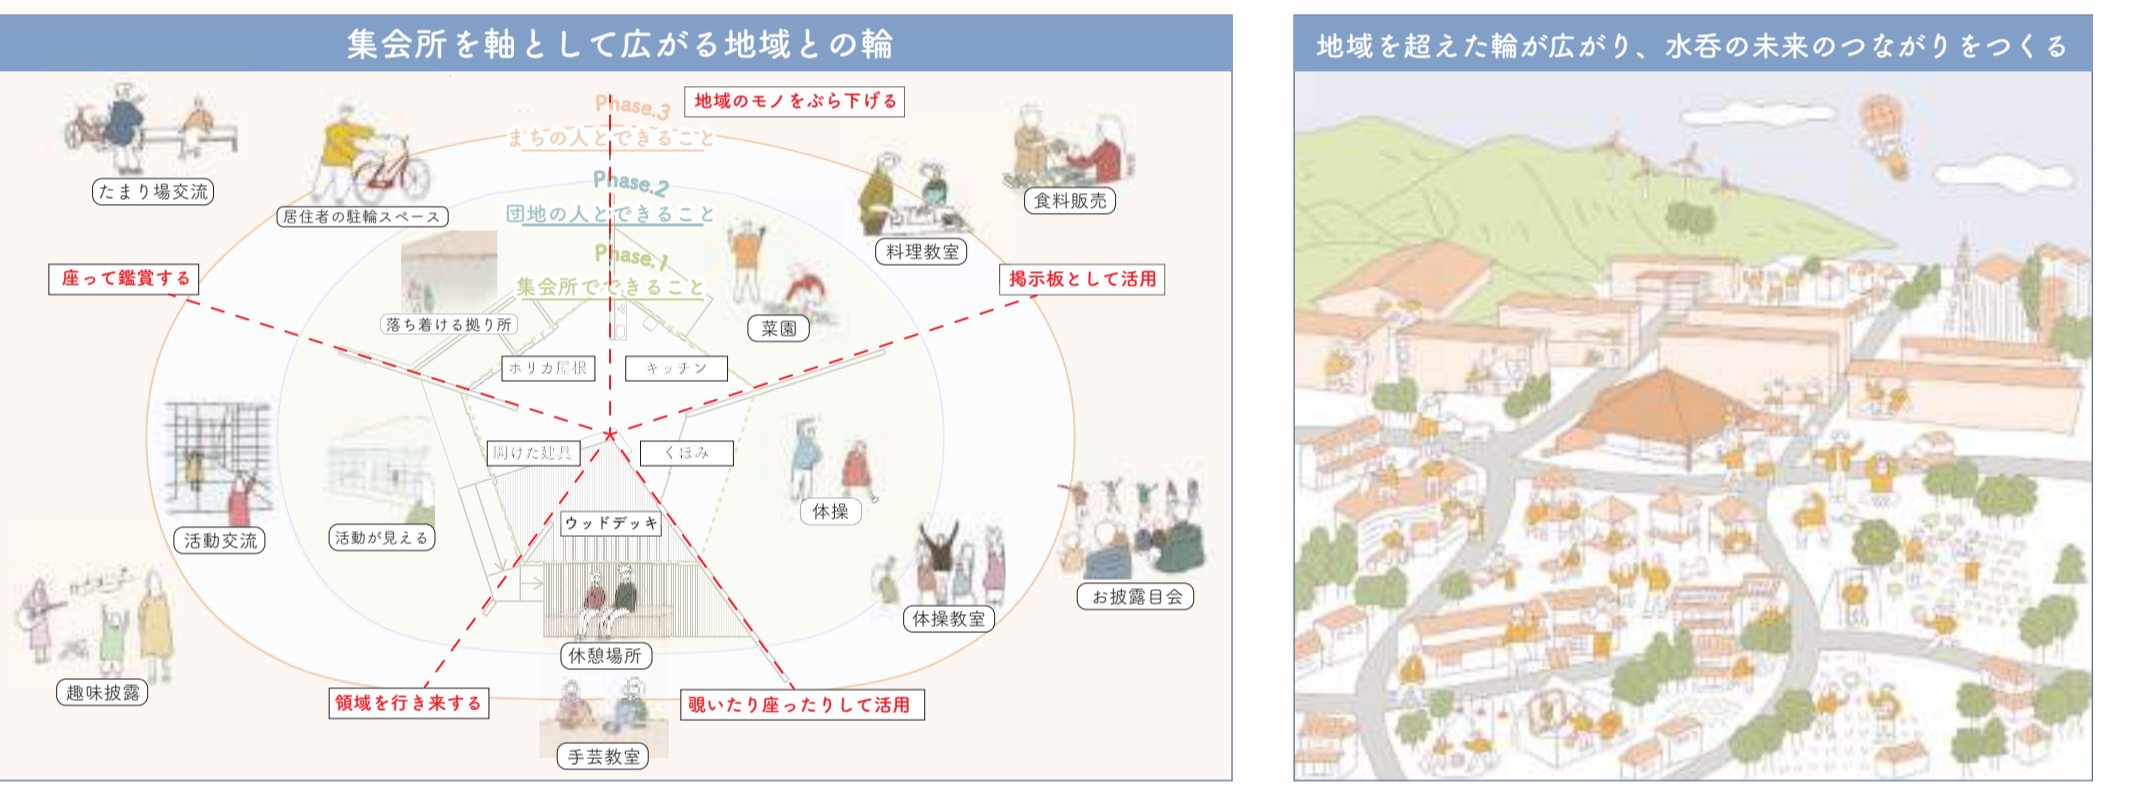 集会所を軸として広がる地域との輪
地域を超えた輪が広がり、水呑の未来のつながりをつくる
Phase.3
まちの人とできること
地域のモノをぶら下げる
Phase.2
団地の人とできること
Phase.1
集会所でできること
たまり場交流
居住者の駐輪スペース
料理教室
食料販売
座って鑑賞する
掲示板として活用
落ち着ける拠り所
菜園
ポリカ屋根
キッチン
開けた建具
くぼみ
ウッドデッキ
体操
活動交流
活動が見える
お披露目会
体操教室
休憩場所
趣味披露
領域を行き来する
覗いたり座ったりして活用
手芸教室